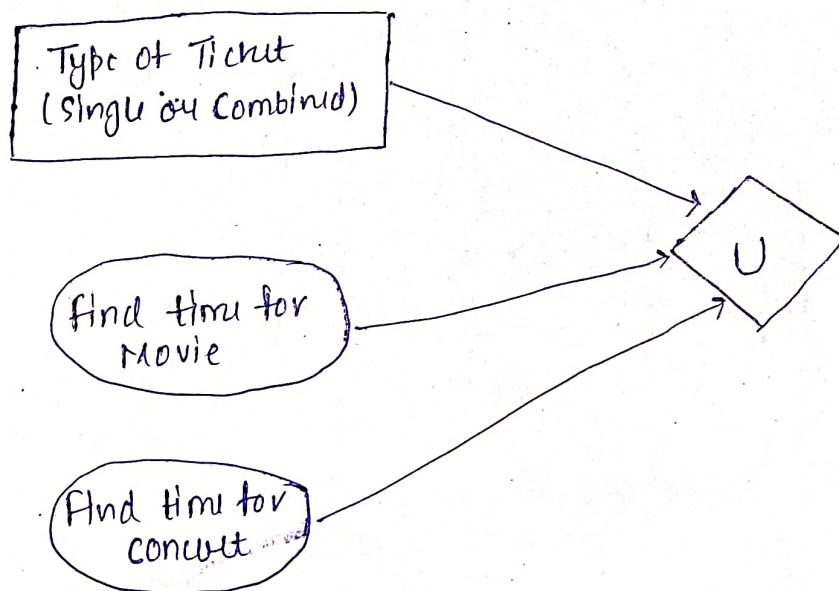 Type of Ticket
(Single or Combined)
Find time for
Movie
U
Find time for
concert